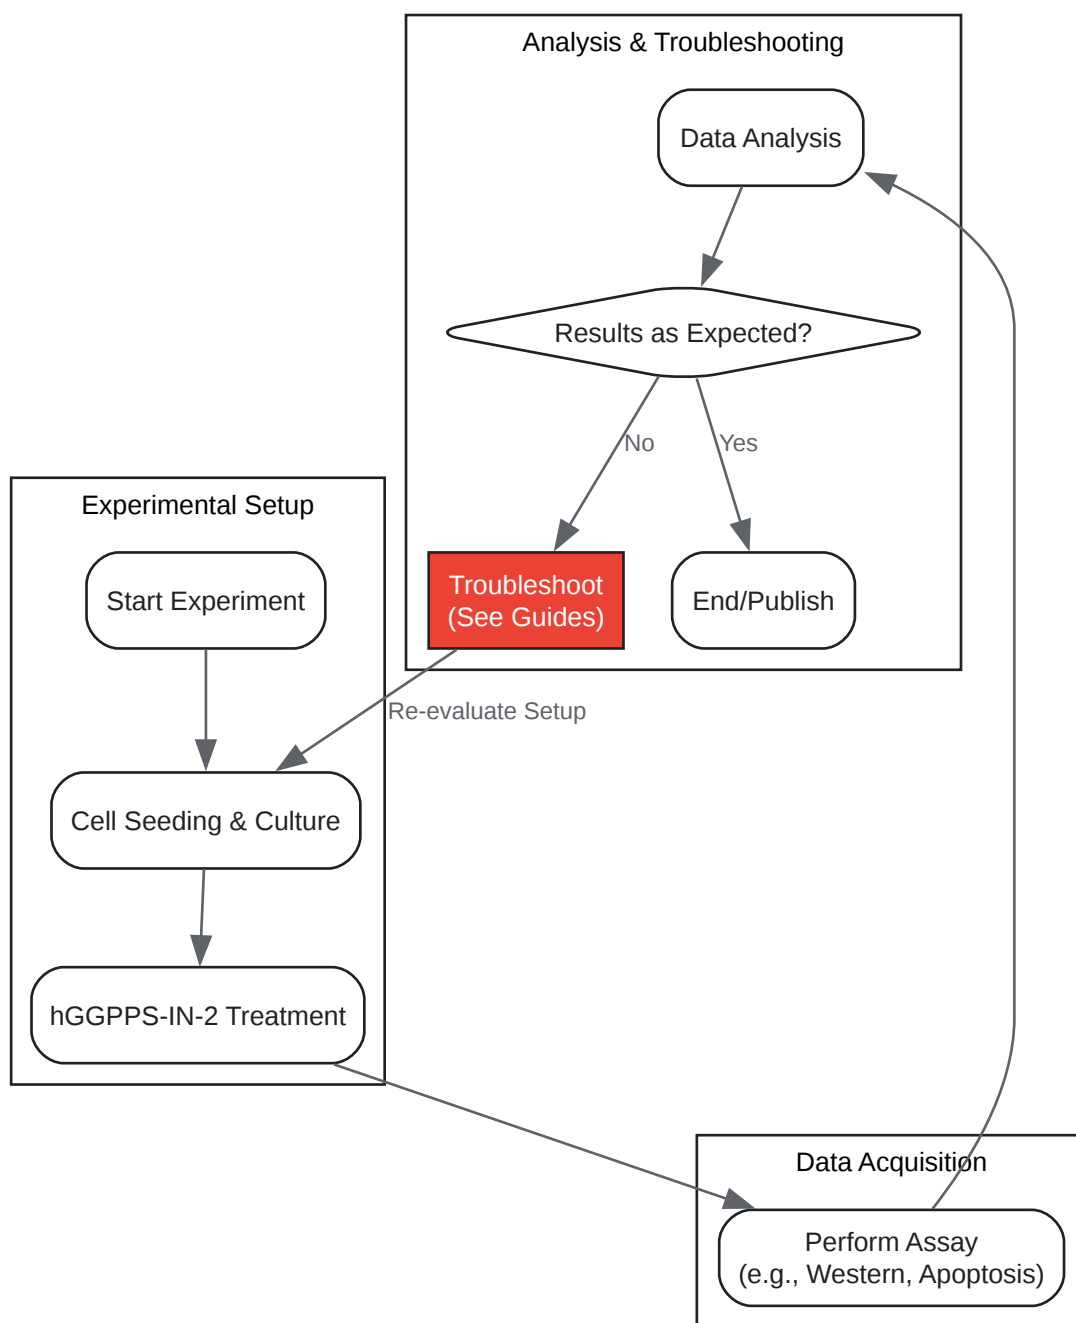 Analysis & Troubleshooting
Data Analysis
Results as Expected?
No
Yes
Troubleshoot
(See Guides)
End/Publish
Experimental Setup
Start Experiment
Re-evaluate Setup
Cell Seeding & Culture
hGGPPS-IN-2 Treatment
Data Acquisition
Perform Assay
(e.g., Western, Apoptosis)